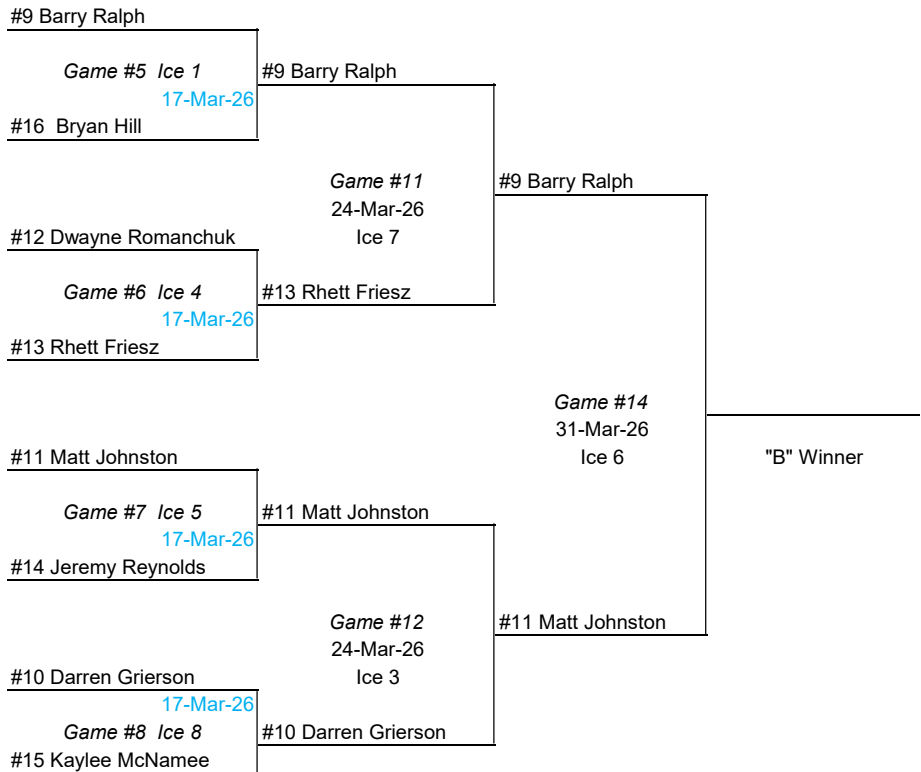 #9 Barry Ralph
Game #5  Ice 1
#9 Barry Ralph
17-Mar-26
#16  Bryan Hill
Game #11
#9 Barry Ralph
24-Mar-26
#12 Dwayne Romanchuk
Ice 7
Game #6  Ice 4
#13 Rhett Friesz
17-Mar-26
#13 Rhett Friesz
Game #14
31-Mar-26
#11 Matt Johnston
Ice 6
"B" Winner
Game #7  Ice 5
#11 Matt Johnston
17-Mar-26
#14 Jeremy Reynolds
Game #12
#11 Matt Johnston
24-Mar-26
#10 Darren Grierson
Ice 3
17-Mar-26
Game #8  Ice 8
#10 Darren Grierson
#15 Kaylee McNamee